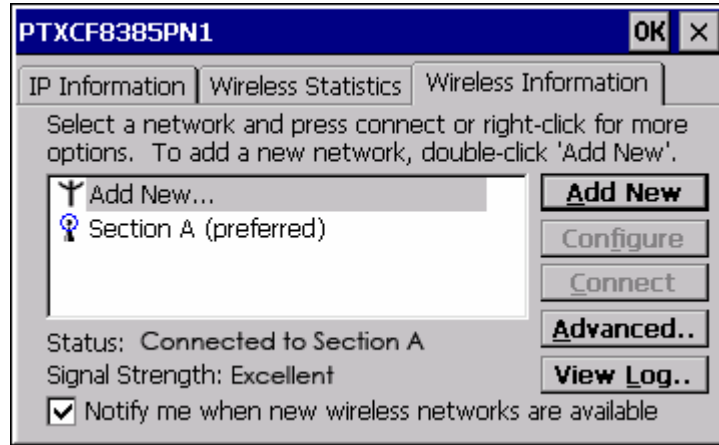 PTXCF8385PN1 OK ×
IP Information Wireless Statistics Wireless Information
Select a network and press connect or right-click for more
options. To add a new network, double-click 'Add New'.
Add New...
Section A (preferred)
Add New
Configure
Connect
Advanced..
View Log..
Status: Connected to Section A
Signal Strength: Excellent
Notify me when new wireless networks are available